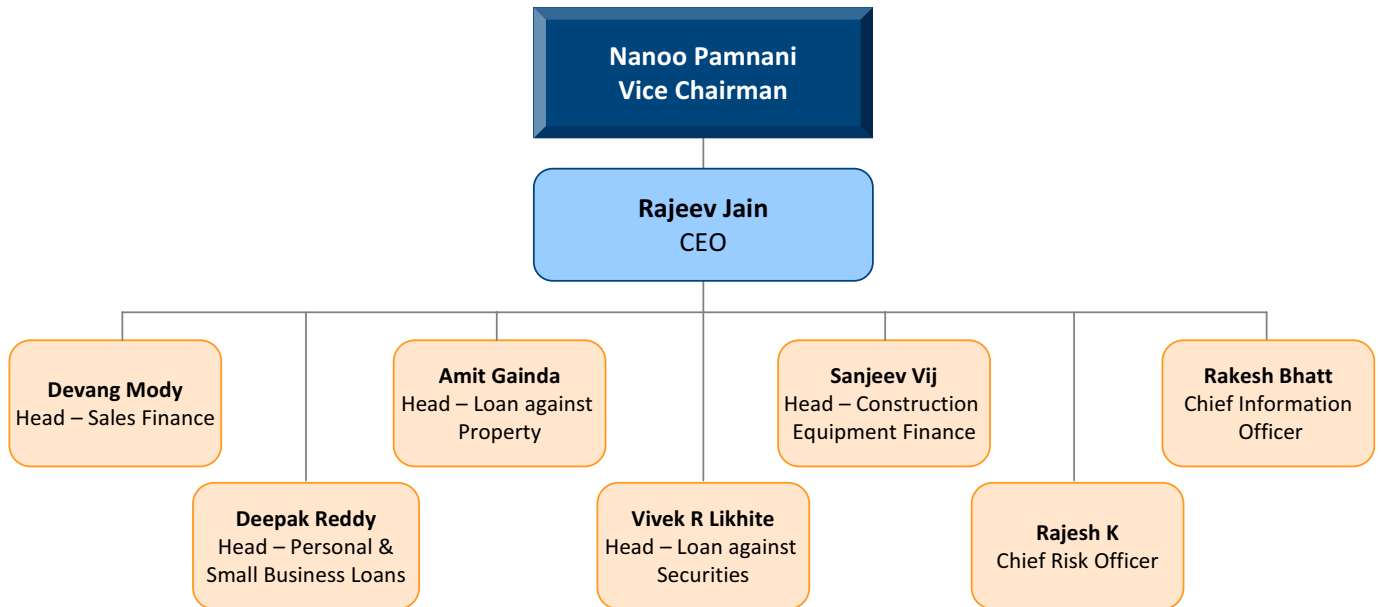 Nanoo Pamnani
Vice Chairman
Rajeev Jain
CEO
Devang Mody
Head – Sales Finance
Amit Gainda
Head – Loan against
Property
Sanjeev Vij
Head – Construction
Equipment Finance
Rakesh Bhatt
Chief Information
Officer
Deepak Reddy
Head – Personal &
Small Business Loans
Vivek R Likhite
Head – Loan against
Securities
Rajesh K
Chief Risk Officer